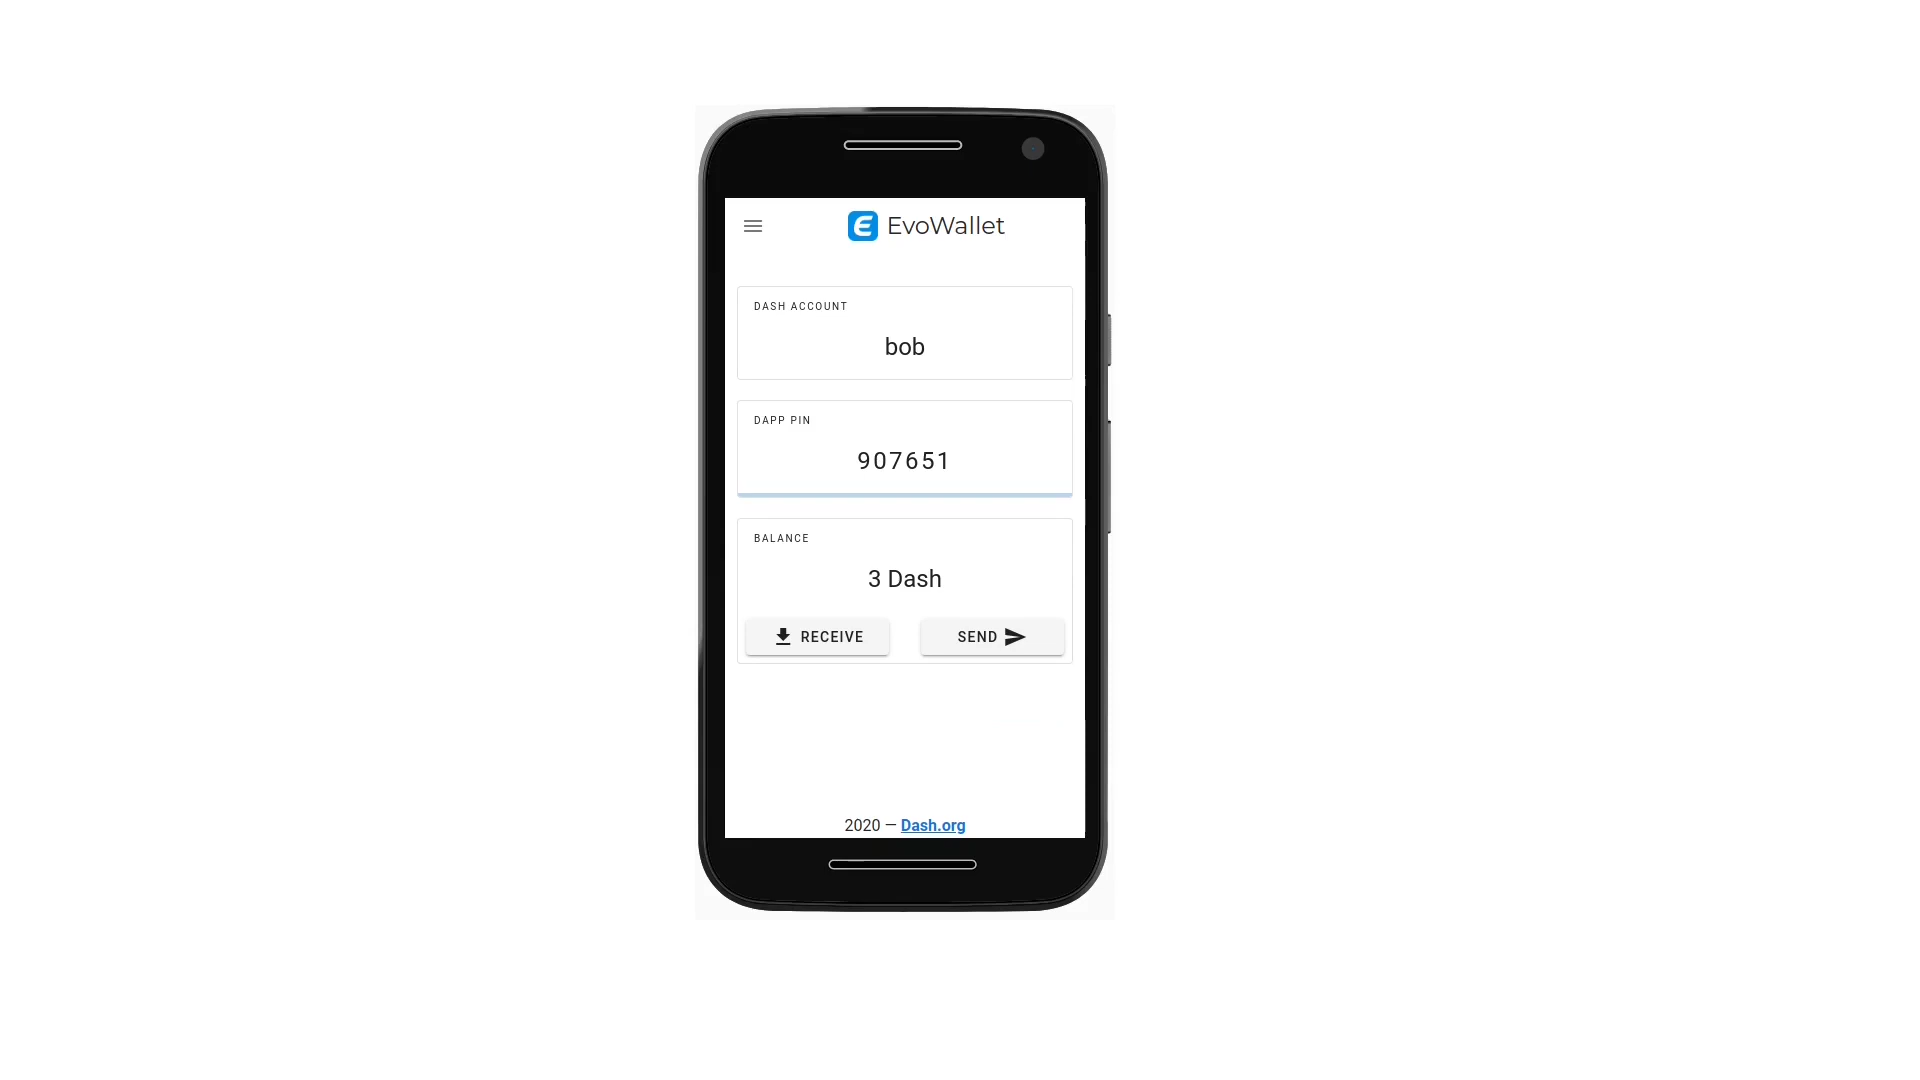 EvoWallet
DASH ACCOUNT
bob
DAPP PIN
907651
BALANCE
3 Dash
RECEIVE
SEND
2020 — Dash.org